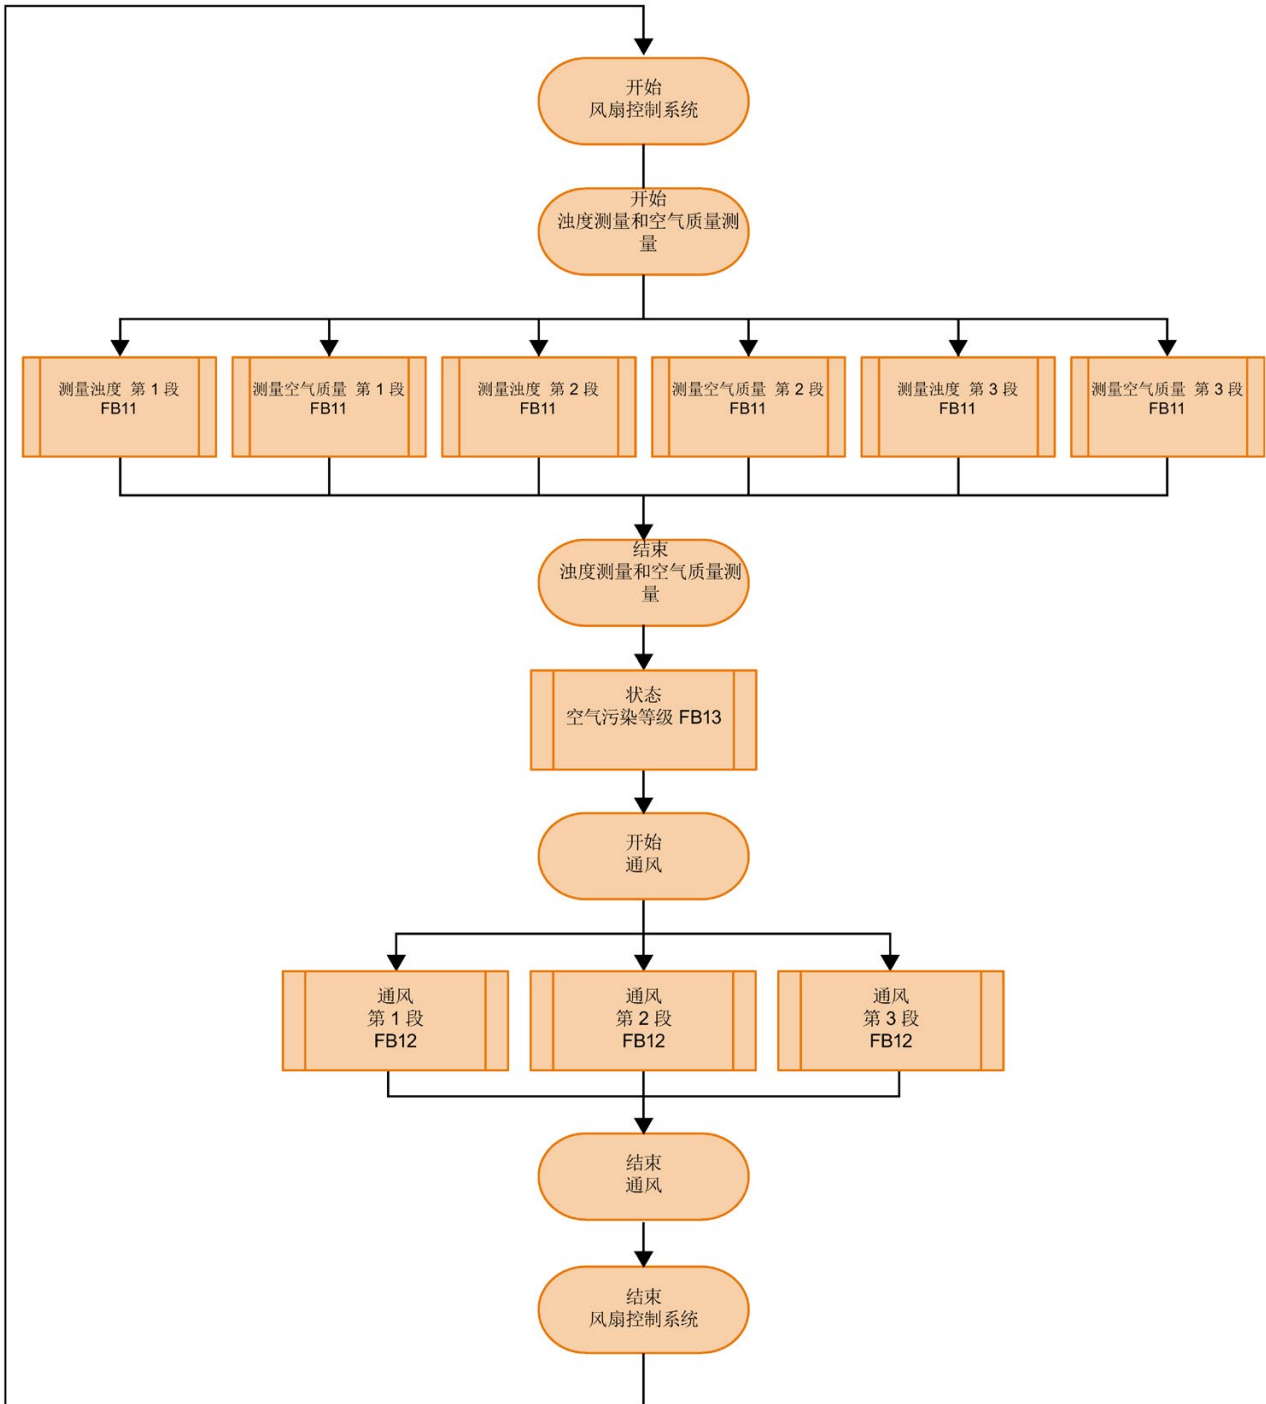 开始
风扇控制系统
开始
浊度测量和空气质量测
量
测量浊度 第 1 段
FB11
测量空气质量 第 1 段
FB11
测量浊度 第 2 段
FB11
测量空气质量 第 2 段
FB11
测量浊度 第 3 段
FB11
测量空气质量 第 3 段
FB11
结束
浊度测量和空气质量测
量
状态
空气污染等级 FB13
开始
通风
通风
第 1 段
FB12
通风
第 2 段
FB12
通风
第 3 段
FB12
结束
通风
结束
风扇控制系统